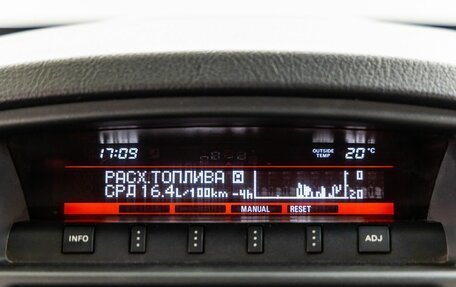 17:09 OUTSIDE TEMP 20°C
РАСХ.ТОПЛИВА A 0
СРД 16.4L/100km -4h 20
MANUAL RESET
INFO ADJ